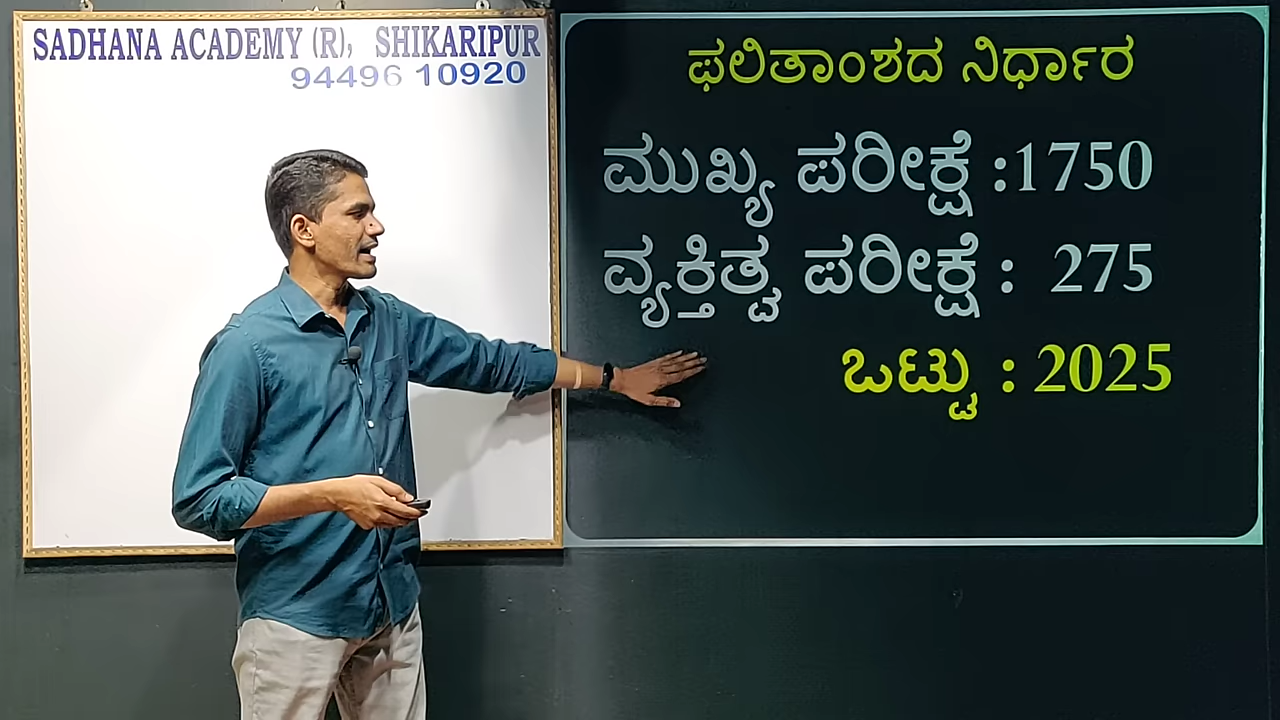 SADHANA ACADEMY (R), SHIKARIPUR
94496 10920
ಫಲಿತಾಂಶದ ನಿರ್ಧಾರ
ಮುಖ್ಯ ಪರೀಕ್ಷೆ :1750
ವ್ಯಕ್ತಿತ್ವ ಪರೀಕ್ಷೆ : 275
ಒಟ್ಟು : 2025